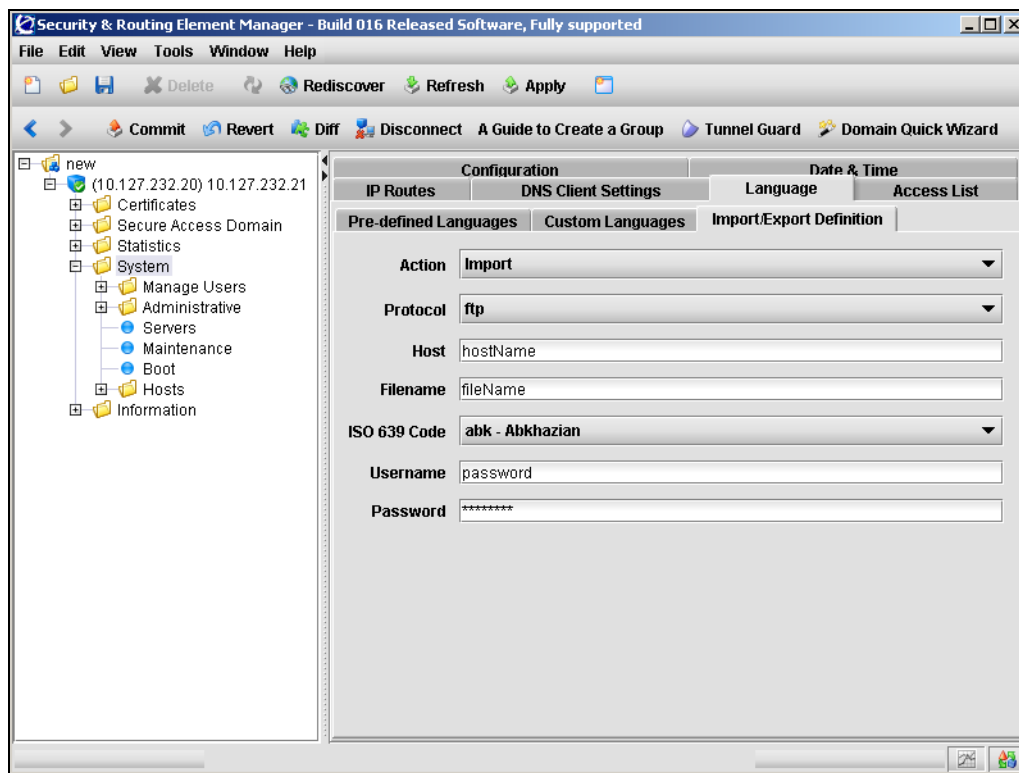 Security & Routing Element Manager - Build 016 Released Software, Fully supported
File Edit View Tools Window Help
Delete Rediscover Refresh Apply
Commit Revert Diff Disconnect A Guide to Create a Group Tunnel Guard Domain Quick Wizard
new
(10.127.232.20) 10.127.232.21
Certificates
Secure Access Domain
Statistics
System
Manage Users
Administrative
Servers
Maintenance
Boot
Hosts
Information
Configuration Date & Time
IP Routes DNS Client Settings Language Access List
Pre-defined Languages Custom Languages Import/Export Definition
Action Import
Protocol ftp
Host hostName
Filename fileName
ISO 639 Code abk - Abkhazian
Username password
Password ********